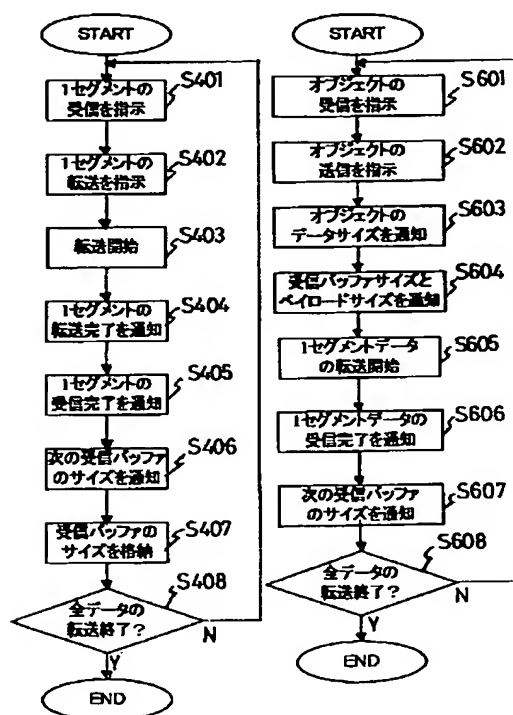 START
1セグメントの
受信を指示
S401
1セグメントの
転送を指示
S402
転送開始
S403
1セグメントの
転送完了を通知
S404
1セグメントの
受信完了を通知
S405
次の受信バッファ
のサイズを通知
S406
受信バッファの
サイズを格納
S407
全データの
転送終了?
S408
N
Y
END
START
オブジェクトの
受信を指示
S601
オブジェクトの
送信を指示
S602
オブジェクトの
データサイズを通知
S603
受信バッファサイズと
ペイロードサイズを通知
S604
1セグメントデータ
の転送開始
S605
1セグメントデータの
受信完了を通知
S606
次の受信バッファ
のサイズを通知
S607
全データの
転送終了?
S608
N
Y
END